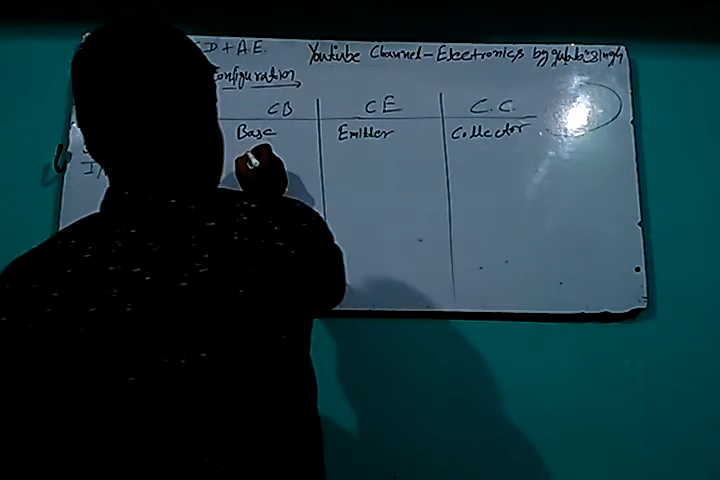 D+A.E. Youtube Channel-Electronics by gulab singh
Configuration
CB CE C.C.
Base Emitter Collector
I/